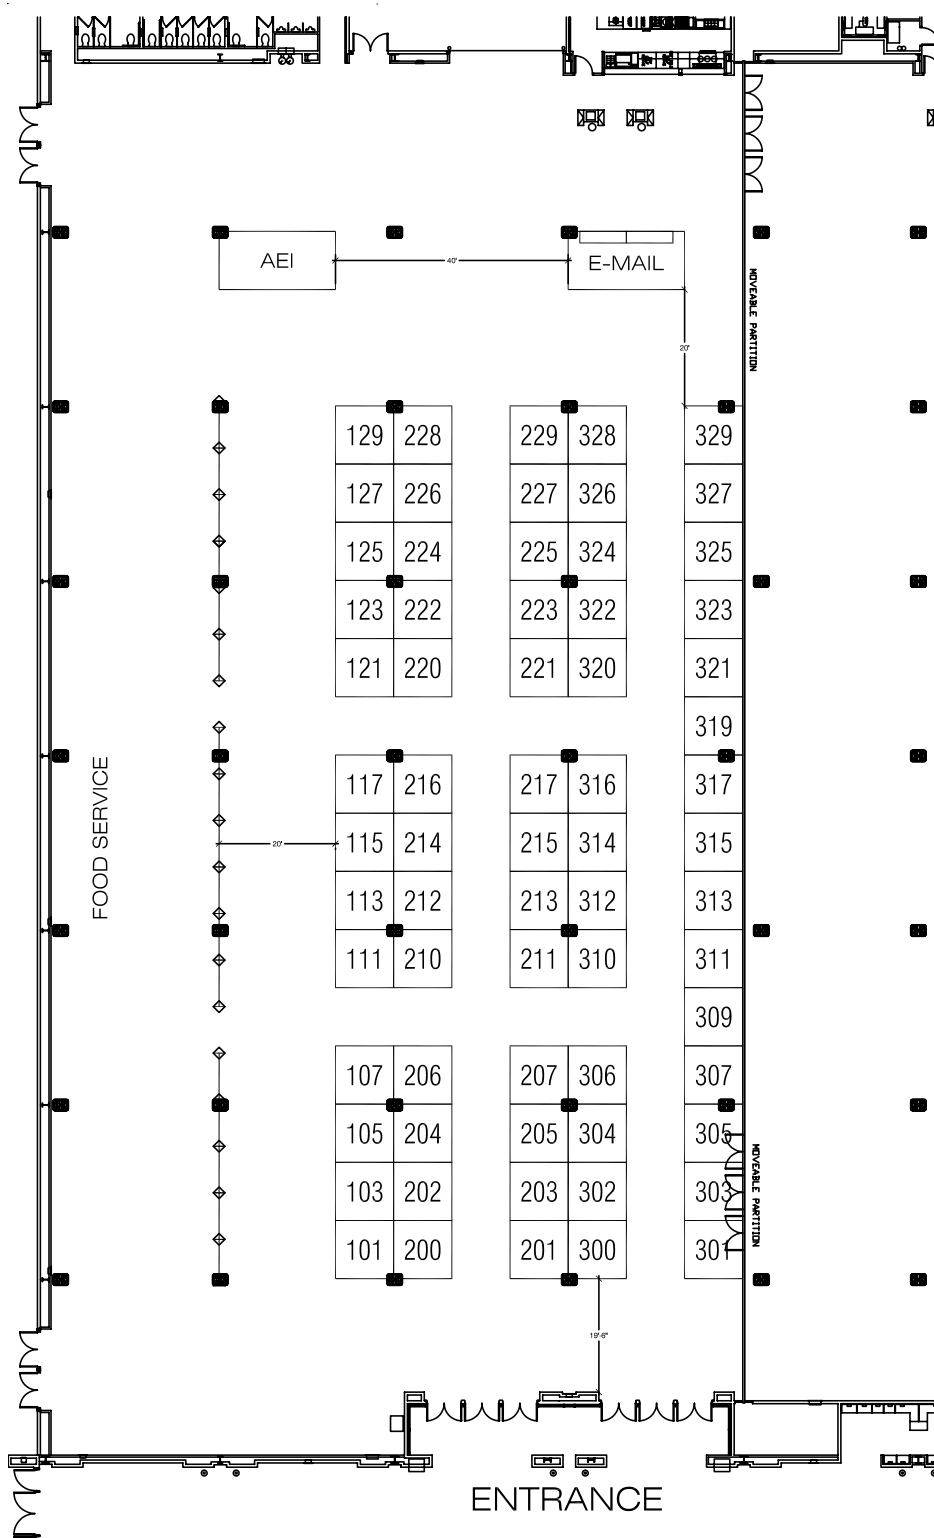 AEI
40'
E-MAIL
MOVEABLE PARTITION
20'
129 228 229 328 329
127 226 227 326 327
125 224 225 324 325
123 222 223 322 323
121 220 221 320 321
319
117 216 217 316 317
FOOD SERVICE
20'
115 214 215 314 315
113 212 213 312 313
111 210 211 310 311
309
107 206 207 306 307
105 204 205 304 305
103 202 203 302 303
MOVEABLE PARTITION
101 200 201 300 301
19'-6"
ENTRANCE